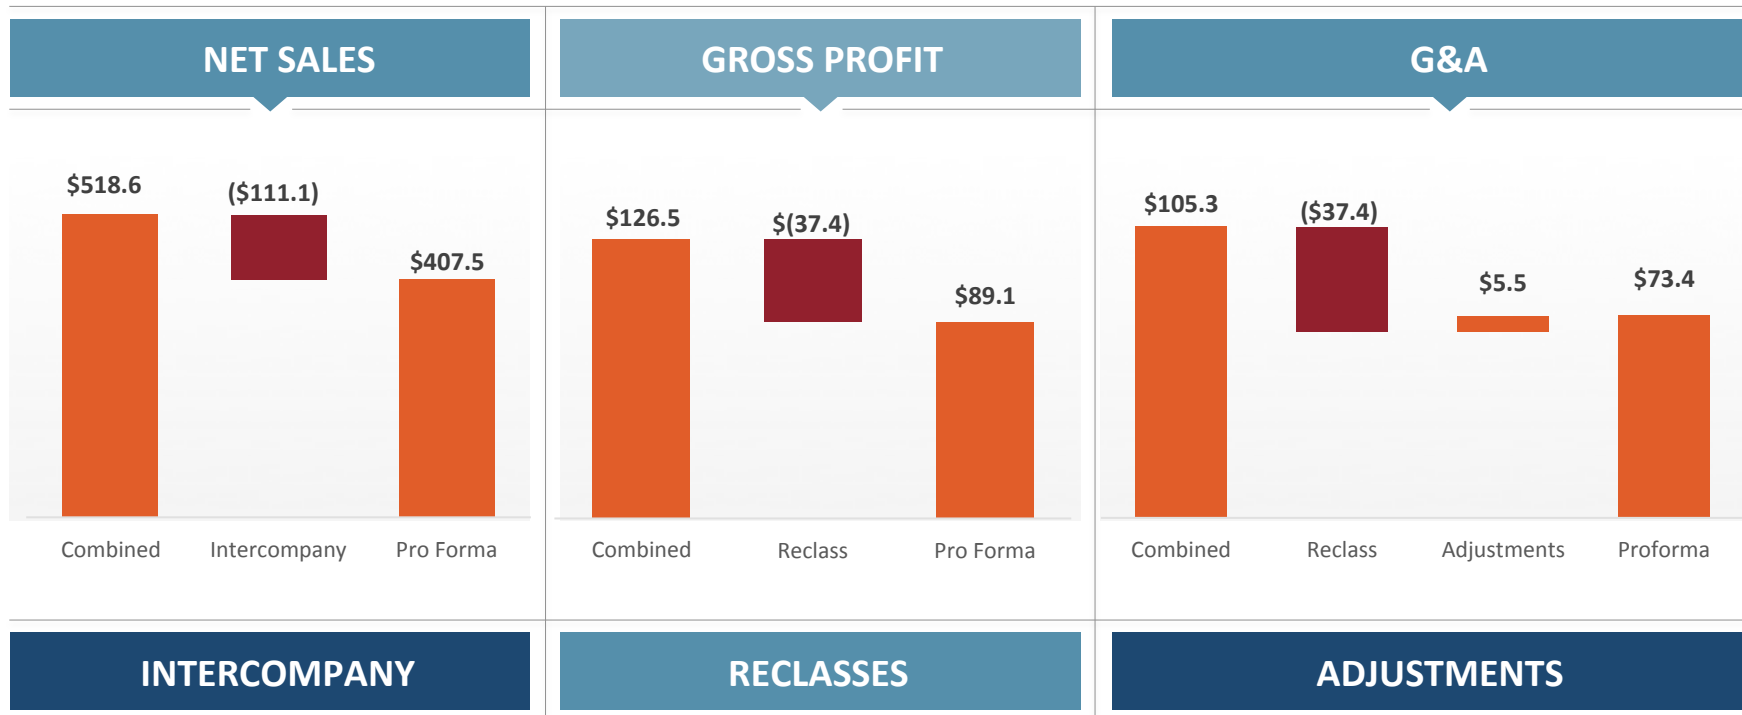 NET SALES
GROSS PROFIT
G&A
$518.6
($111.1)
$407.5
Combined
Intercompany
Pro Forma
$126.5
$(37.4)
$89.1
Combined
Reclass
Pro Forma
$105.3
($37.4)
$5.5
$73.4
Combined
Reclass
Adjustments
Proforma
INTERCOMPANY
RECLASSES
ADJUSTMENTS